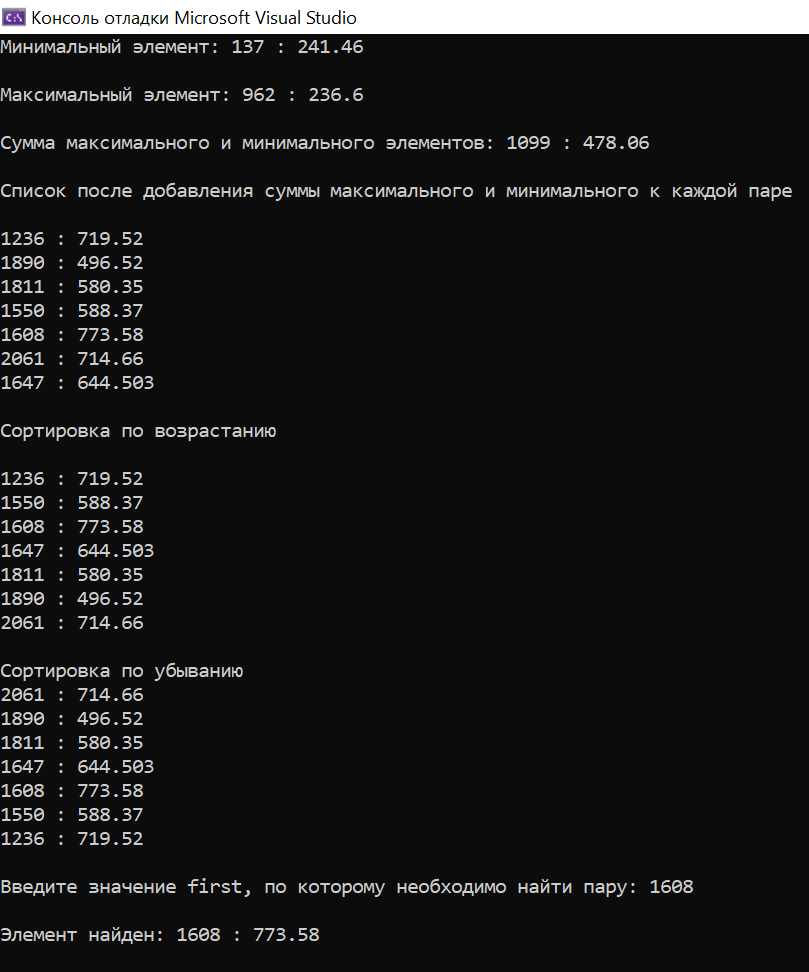 Консоль отладки Microsoft Visual Studio
Минимальный элемент: 137 : 241.46
Максимальный элемент: 962 : 236.6
Сумма максимального и минимального элементов: 1099 : 478.06
Список после добавления суммы максимального и минимального к каждой паре
1236 : 719.52
1890 : 496.52
1811 : 580.35
1550 : 588.37
1608 : 773.58
2061 : 714.66
1647 : 644.503
Сортировка по возрастанию
1236 : 719.52
1550 : 588.37
1608 : 773.58
1647 : 644.503
1811 : 580.35
1890 : 496.52
2061 : 714.66
Сортировка по убыванию
2061 : 714.66
1890 : 496.52
1811 : 580.35
1647 : 644.503
1608 : 773.58
1550 : 588.37
1236 : 719.52
Введите значение first, по которому необходимо найти пару: 1608
Элемент найден: 1608 : 773.58